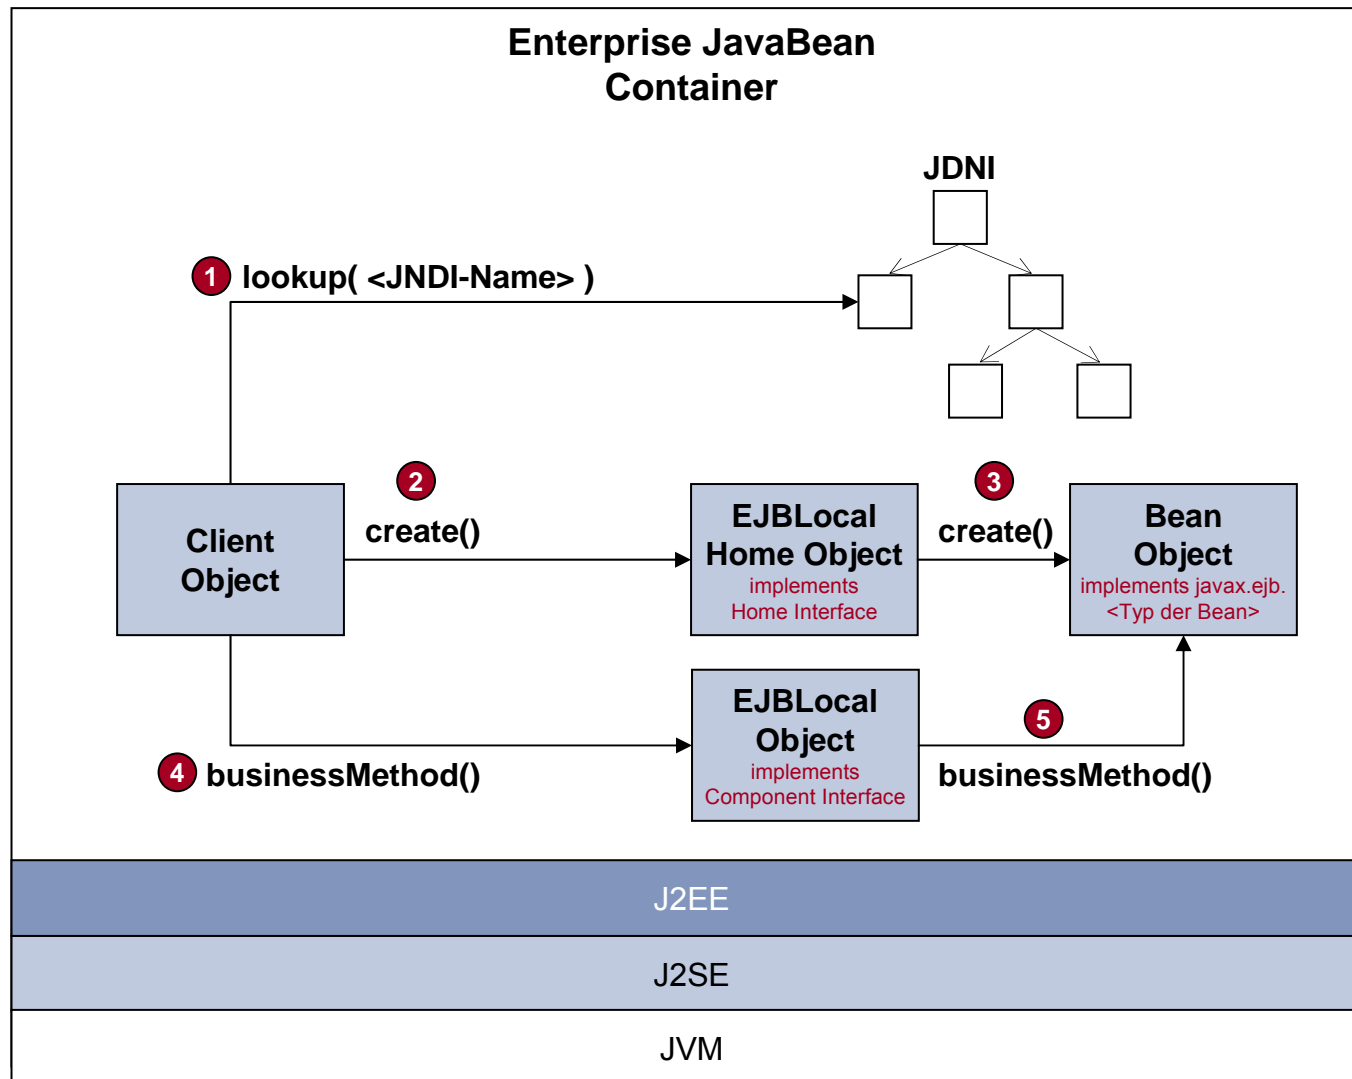 Enterprise JavaBean
Container
JDNI
1 lookup( <JNDI-Name> )
2
create()
3
create()
Client
Object
EJBLocal
Home Object
implements
Home Interface
Bean
Object
implements javax.ejb.
<Typ der Bean>
4 businessMethod()
EJBLocal
Object
implements
Component Interface
5
businessMethod()
J2EE
J2SE
JVM